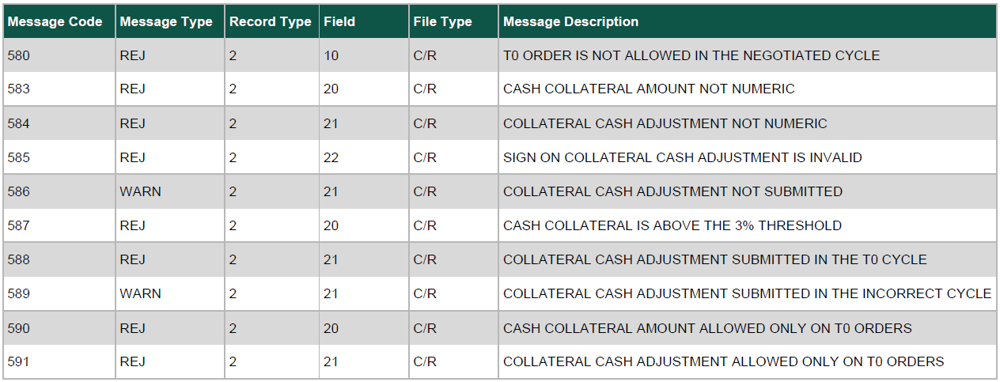 Message Code Message Type Record Type Field File Type Message Description
580 REJ 2 10 C/R T0 ORDER IS NOT ALLOWED IN THE NEGOTIATED CYCLE
583 REJ 2 20 C/R CASH COLLATERAL AMOUNT NOT NUMERIC
584 REJ 2 21 C/R COLLATERAL CASH ADJUSTMENT NOT NUMERIC
585 REJ 2 22 C/R SIGN ON COLLATERAL CASH ADJUSTMENT IS INVALID
586 WARN 2 21 C/R COLLATERAL CASH ADJUSTMENT NOT SUBMITTED
587 REJ 2 20 C/R CASH COLLATERAL IS ABOVE THE 3% THRESHOLD
588 REJ 2 21 C/R COLLATERAL CASH ADJUSTMENT SUBMITTED IN THE T0 CYCLE
589 WARN 2 21 C/R COLLATERAL CASH ADJUSTMENT SUBMITTED IN THE INCORRECT CYCLE
590 REJ 2 20 C/R CASH COLLATERAL AMOUNT ALLOWED ONLY ON T0 ORDERS
591 REJ 2 21 C/R COLLATERAL CASH ADJUSTMENT ALLOWED ONLY ON T0 ORDERS